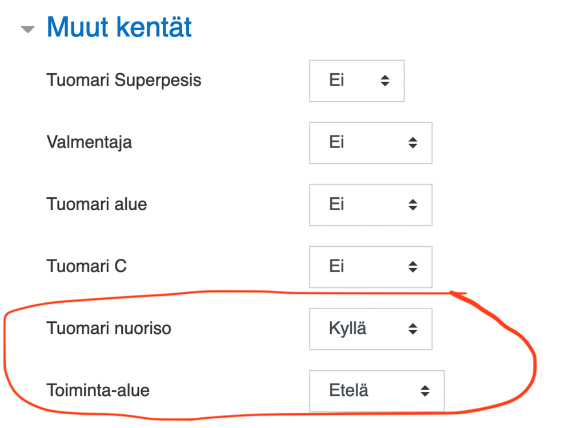 Muut kentät
Tuomari Superpesis Ei
Valmentaja Ei
Tuomari alue Ei
Tuomari C Ei
Tuomari nuoriso Kyllä
Toiminta-alue Etelä